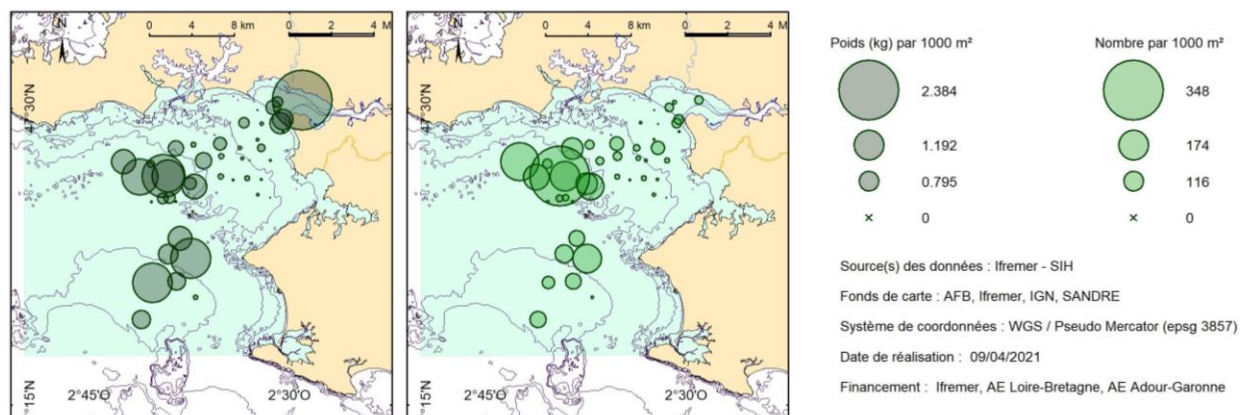 N
0 4 8 km
0 2 4 M
47°30'N
47°15'N
2°45'O
2°30'O
N
0 4 8 km
0 2 4 M
47°30'N
47°15'N
2°45'O
2°30'O
Poids (kg) par 1000 m²
2.384
1.192
0.795
0
Nombre par 1000 m²
348
174
116
0
Source(s) des données : Ifremer - SIH
Fonds de carte : AFB, Ifremer, IGN, SANDRE
Système de coordonnées : WGS / Pseudo Mercator (epsg 3857)
Date de réalisation : 09/04/2021
Financement : Ifremer, AE Loire-Bretagne, AE Adour-Garonne